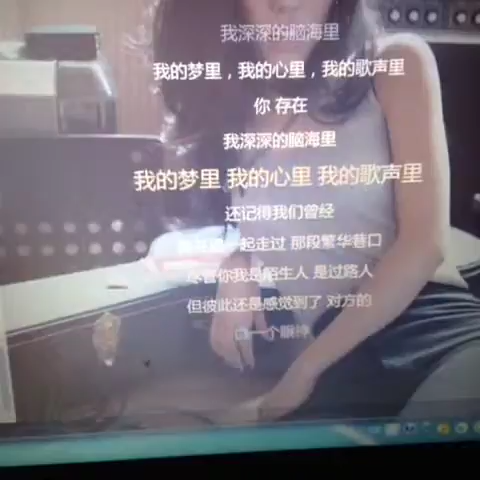 我深深的脑海里
我的梦里，我的心里，我的歌声里
你 存在
我深深的脑海里
我的梦里 我的心里 我的歌声里
还记得我们曾经
一起走过 那段繁华巷口
尽管你我是陌生人 是过路人
但彼此还是感觉到了 对方的
一个眼神